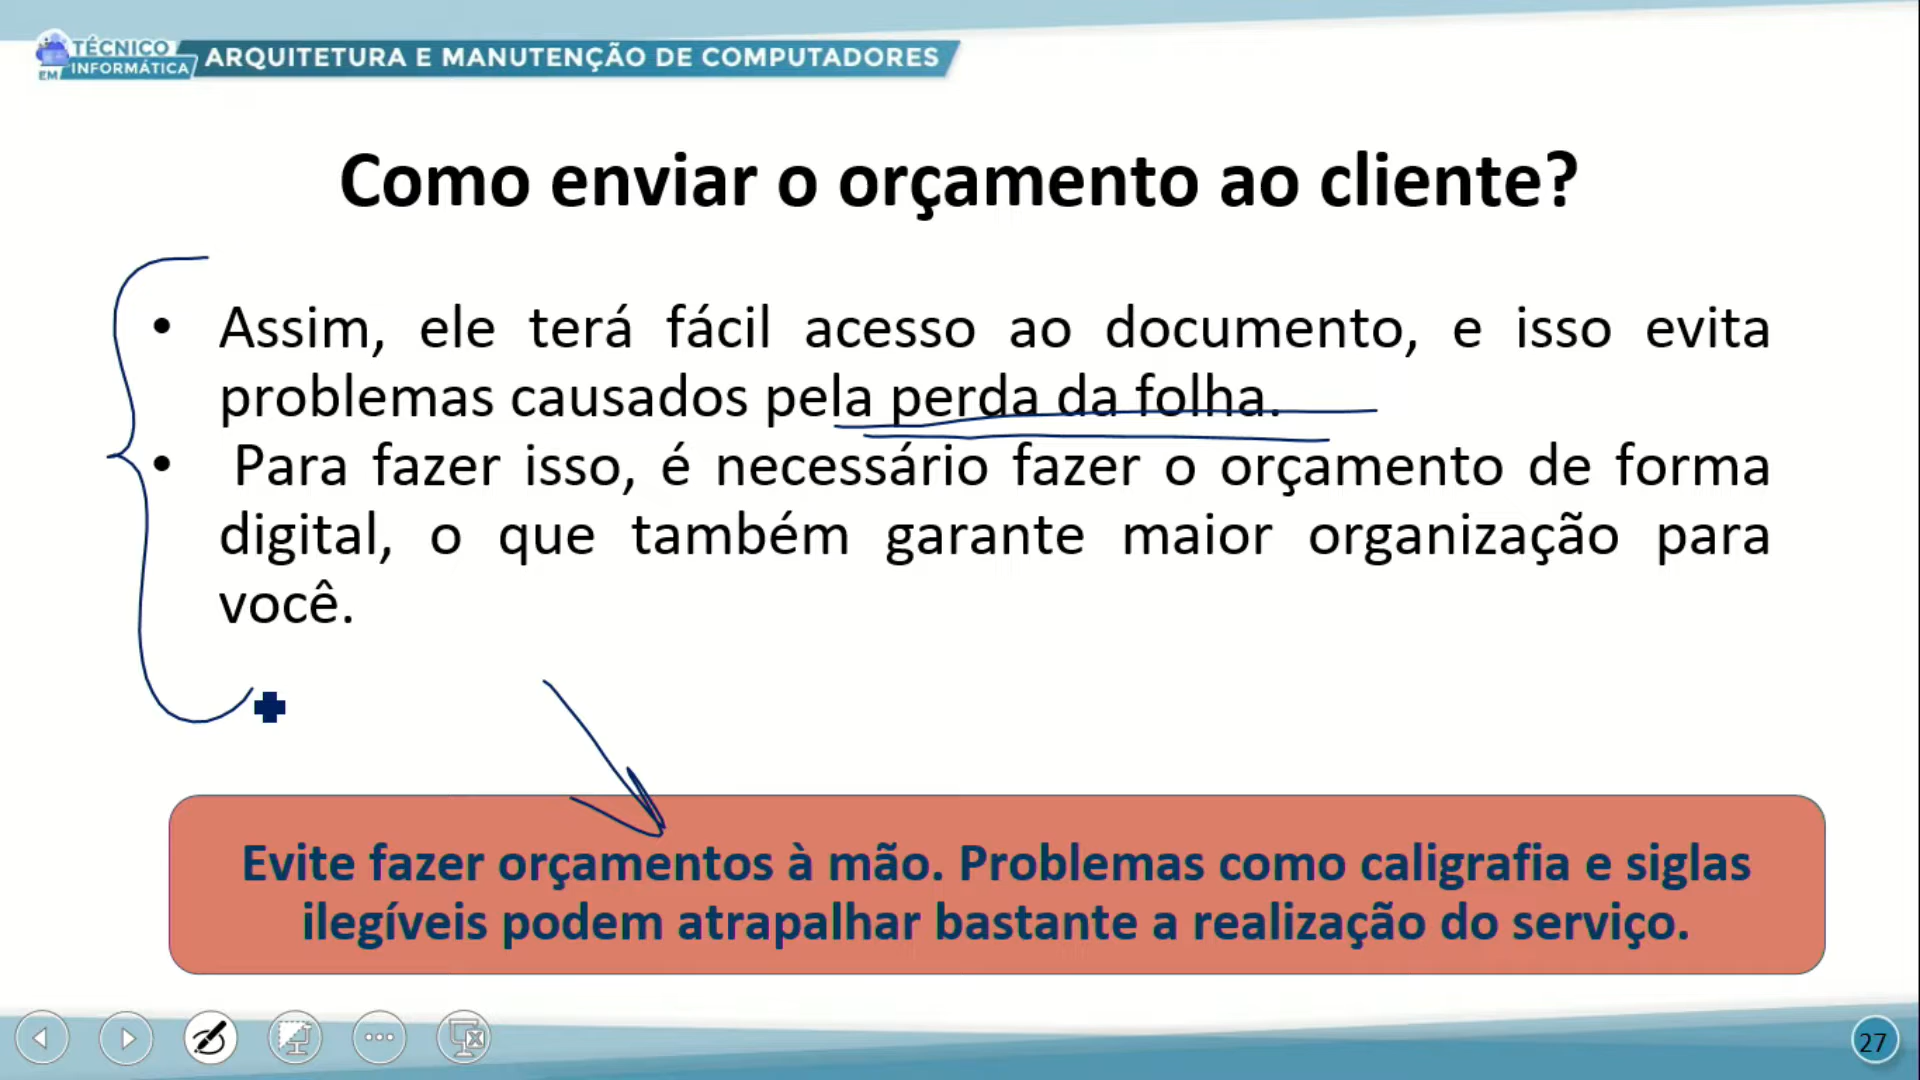 TÉCNICO
EM INFORMÁTICA
ARQUITETURA E MANUTENÇÃO DE COMPUTADORES
Como enviar o orçamento ao cliente?
• Assim, ele terá fácil acesso ao documento, e isso evita
problemas causados pela perda da folha.
• Para fazer isso, é necessário fazer o orçamento de forma
digital, o que também garante maior organização para
você.
Evite fazer orçamentos à mão. Problemas como caligrafia e siglas
ilegíveis podem atrapalhar bastante a realização do serviço.
27